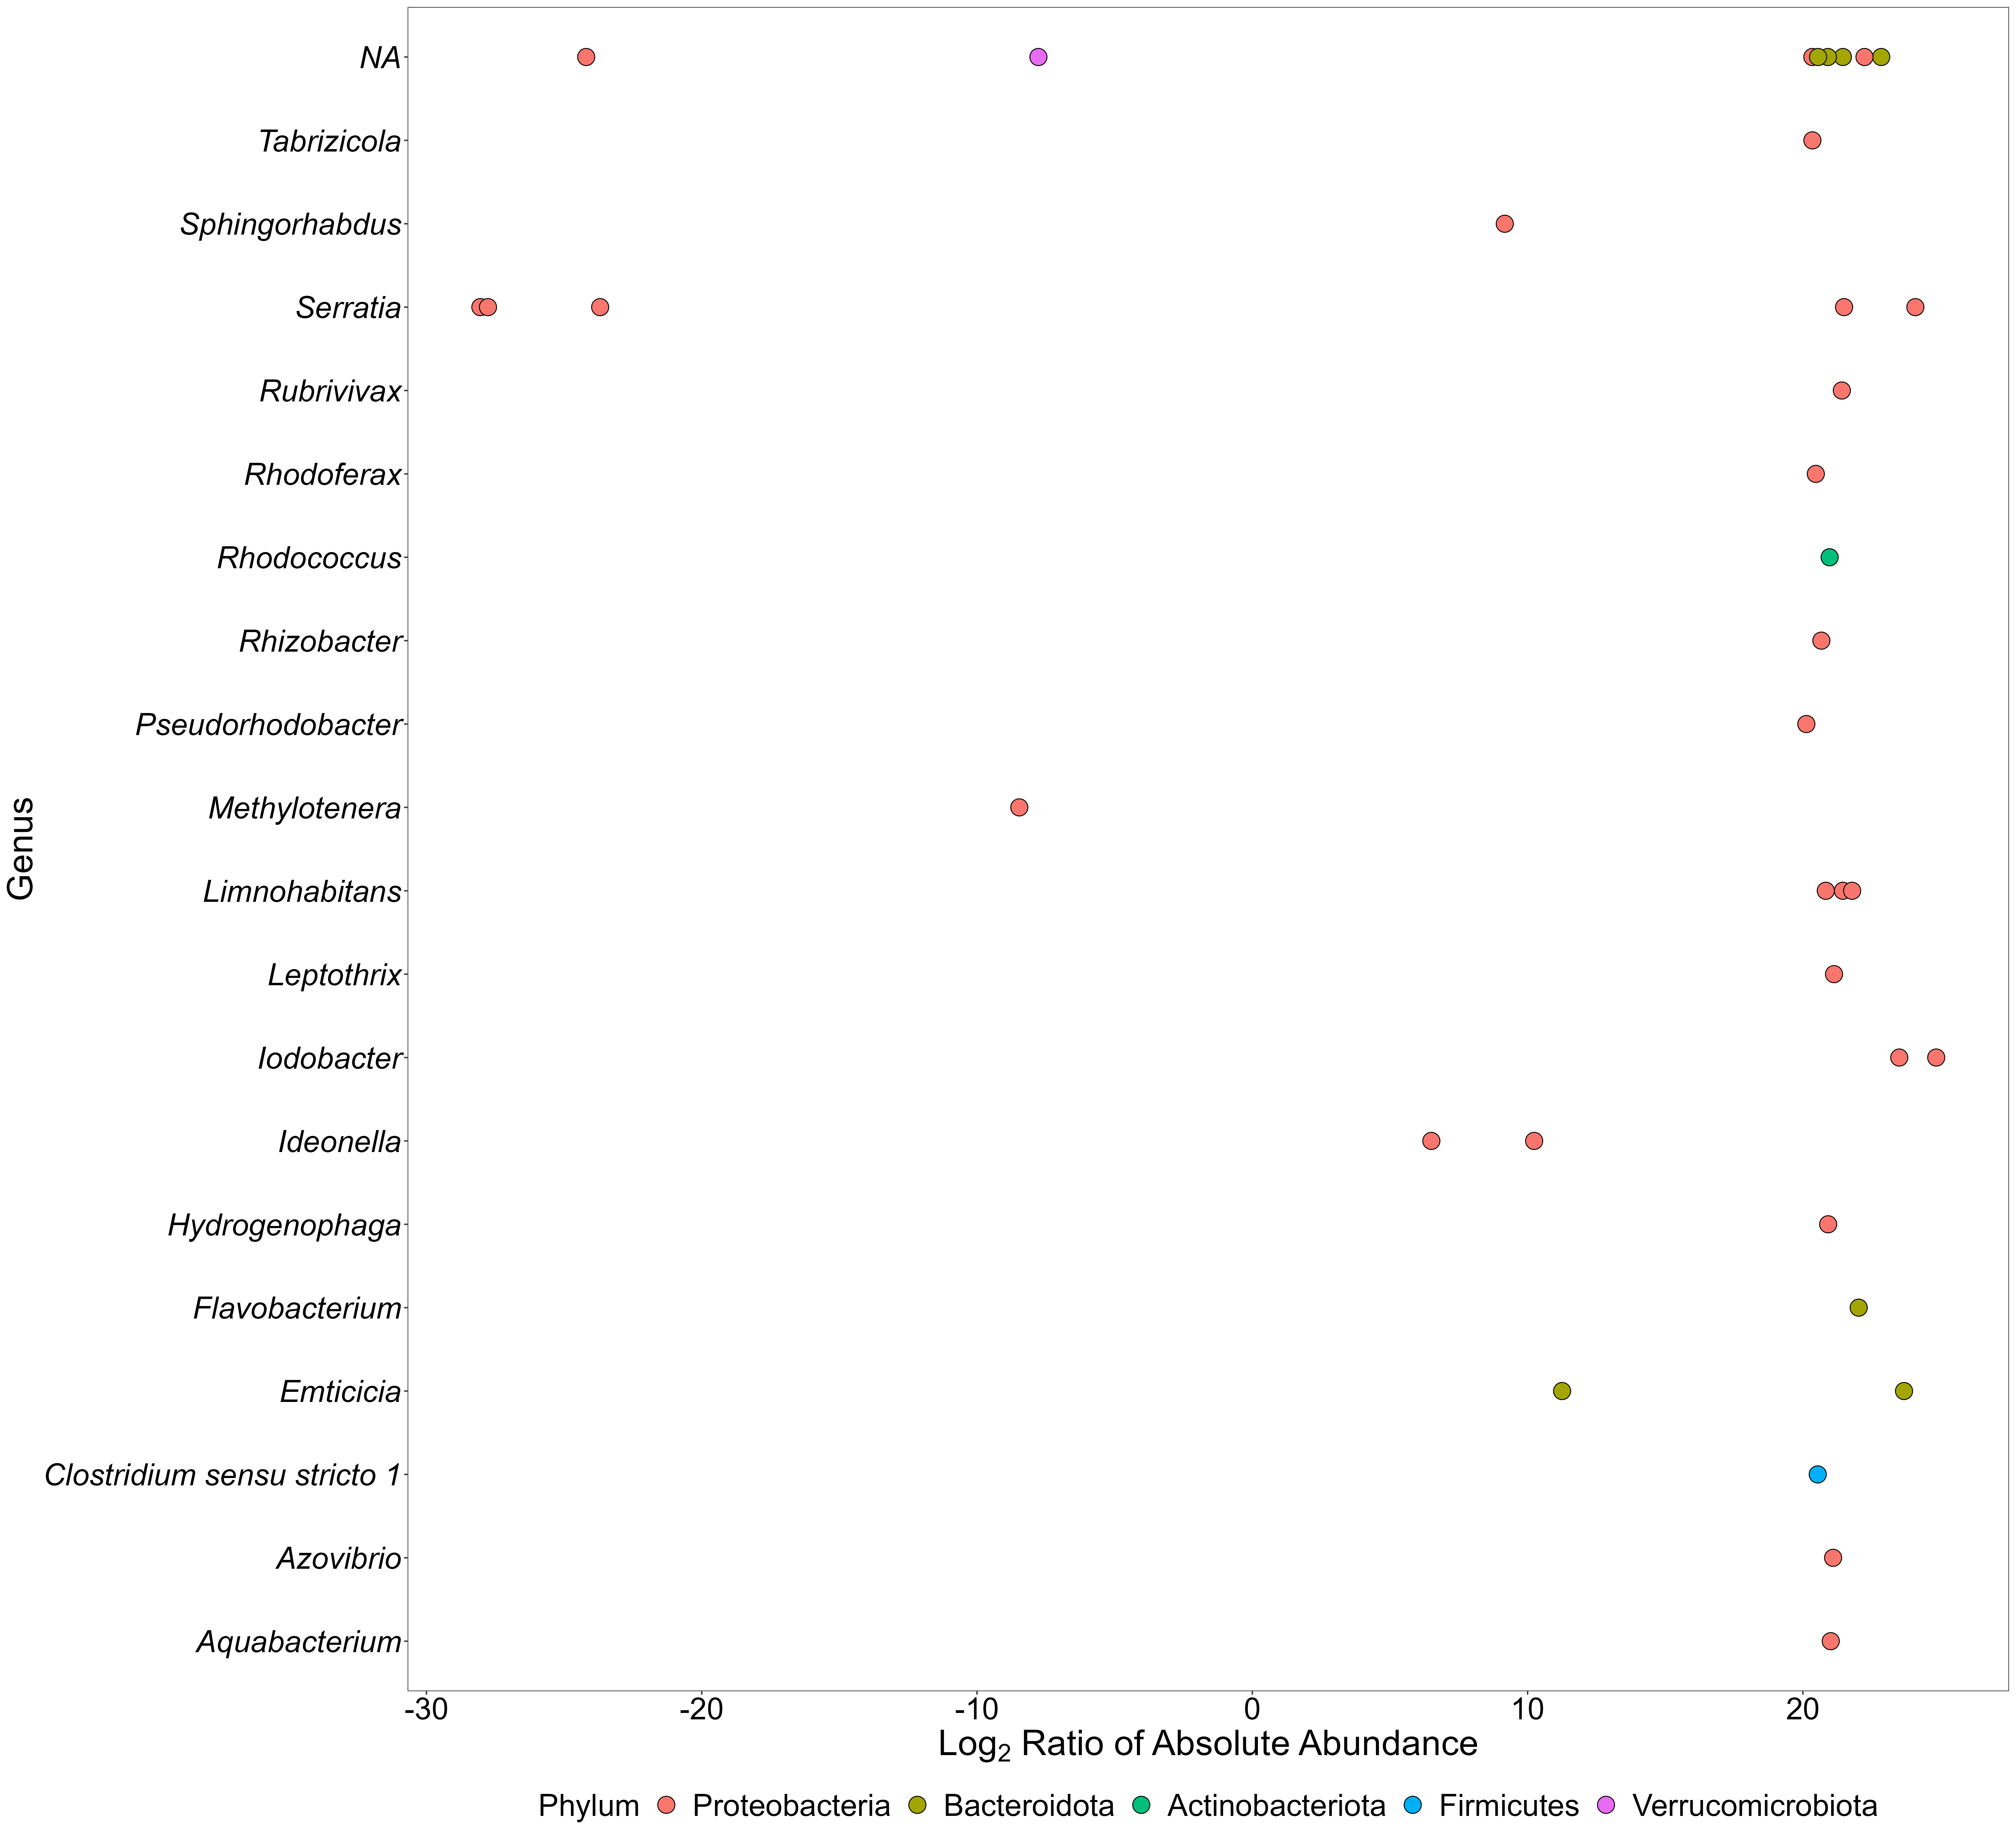 NA
Tabrizicola
Sphingorhabdus
Serratia
Rubrivivax
Rhodoferax
Rhodococcus
Rhizobacter
Pseudorhodobacter
Methylotenera
Limnohabitans
Leptothrix
Iodobacter
Ideonella
Hydrogenophaga
Flavobacterium
Emticicia
Clostridium sensu stricto 1
Azovibrio
Aquabacterium
Genus
-30 -20 -10 0 10 20
Log₂ Ratio of Absolute Abundance
Phylum Proteobacteria Bacteroidota Actinobacteriota Firmicutes Verrucomicrobiota